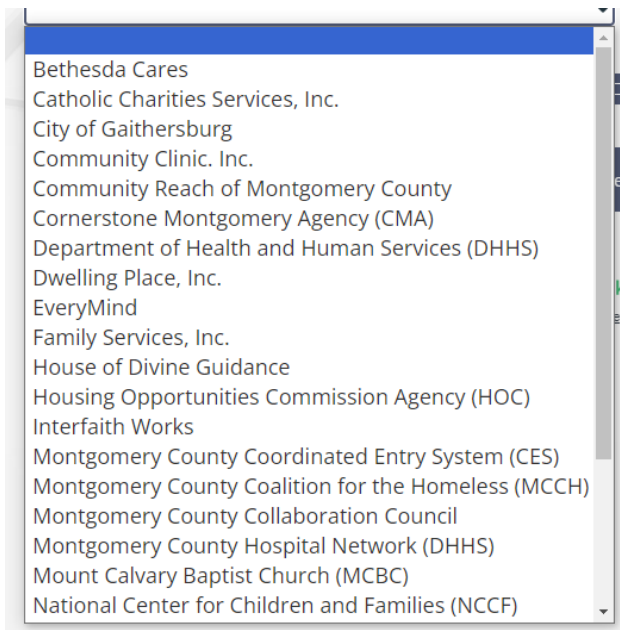 Bethesda Cares
Catholic Charities Services, Inc.
City of Gaithersburg
Community Clinic. Inc.
Community Reach of Montgomery County
Cornerstone Montgomery Agency (CMA)
Department of Health and Human Services (DHHS)
Dwelling Place, Inc.
EveryMind
Family Services, Inc.
House of Divine Guidance
Housing Opportunities Commission Agency (HOC)
Interfaith Works
Montgomery County Coordinated Entry System (CES)
Montgomery County Coalition for the Homeless (MCCH)
Montgomery County Collaboration Council
Montgomery County Hospital Network (DHHS)
Mount Calvary Baptist Church (MCBC)
National Center for Children and Families (NCCF)